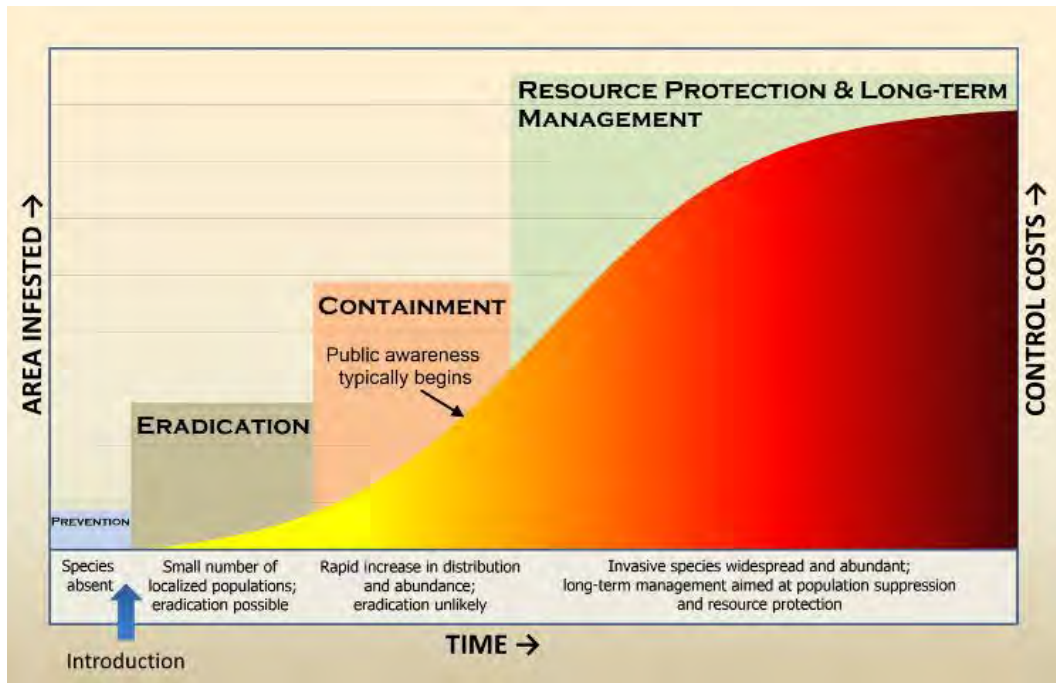 RESOURCE PROTECTION & LONG-TERM
MANAGEMENT
CONTAINMENT
Public awareness
typically begins
ERADICATION
PREVENTION
AREA INFESTED →
CONTROL COSTS →
Species
absent
Small number of
localized populations;
eradication possible
Rapid increase in distribution
and abundance;
eradication unlikely
Invasive species widespread and abundant;
long-term management aimed at population suppression
and resource protection
TIME →
Introduction